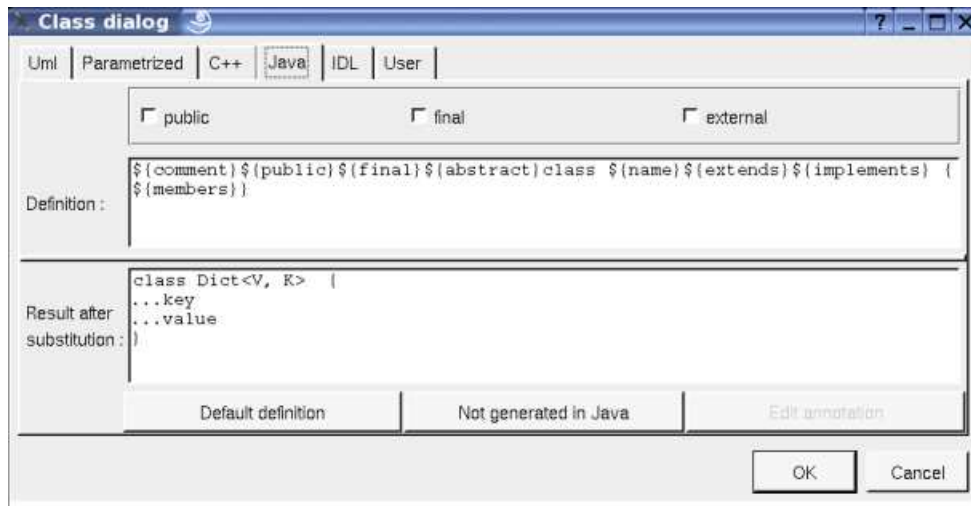 Class dialog
?
Uml Parametrized C++ Java IDL User
public final external
Definition :
${comment}${public}${final}${abstract}class ${name}${extends}${implements} {
${members}}
Result after
substitution :
class Dict<V, K>  {
...key
...value
}
Default definition Not generated in Java Edit annotation
OK Cancel